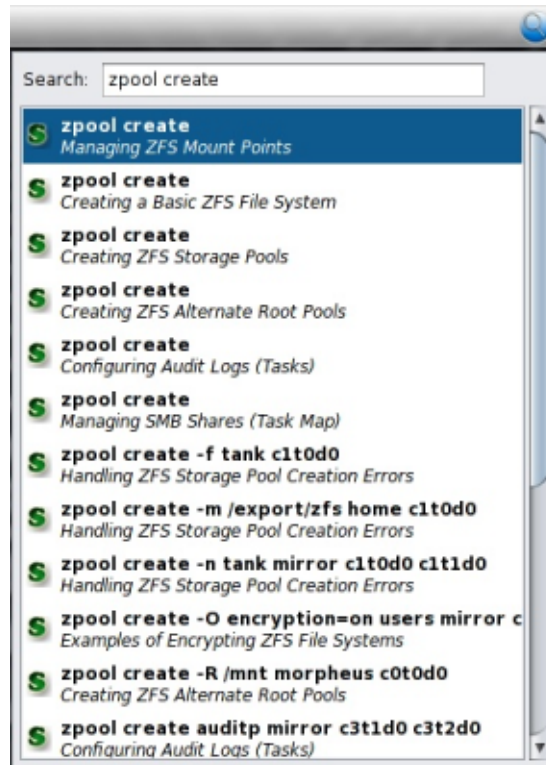 Search: zpool create
zpool create
Managing ZFS Mount Points
zpool create
Creating a Basic ZFS File System
zpool create
Creating ZFS Storage Pools
zpool create
Creating ZFS Alternate Root Pools
zpool create
Configuring Audit Logs (Tasks)
zpool create
Managing SMB Shares (Task Map)
zpool create -f tank c1t0d0
Handling ZFS Storage Pool Creation Errors
zpool create -m /export/zfs home c1t0d0
Handling ZFS Storage Pool Creation Errors
zpool create -n tank mirror c1t0d0 c1t1d0
Handling ZFS Storage Pool Creation Errors
zpool create -O encryption=on users mirror c
Examples of Encrypting ZFS File Systems
zpool create -R /mnt morpheus c0t0d0
Creating ZFS Alternate Root Pools
zpool create auditp mirror c3t1d0 c3t2d0
Configuring Audit Logs (Tasks)